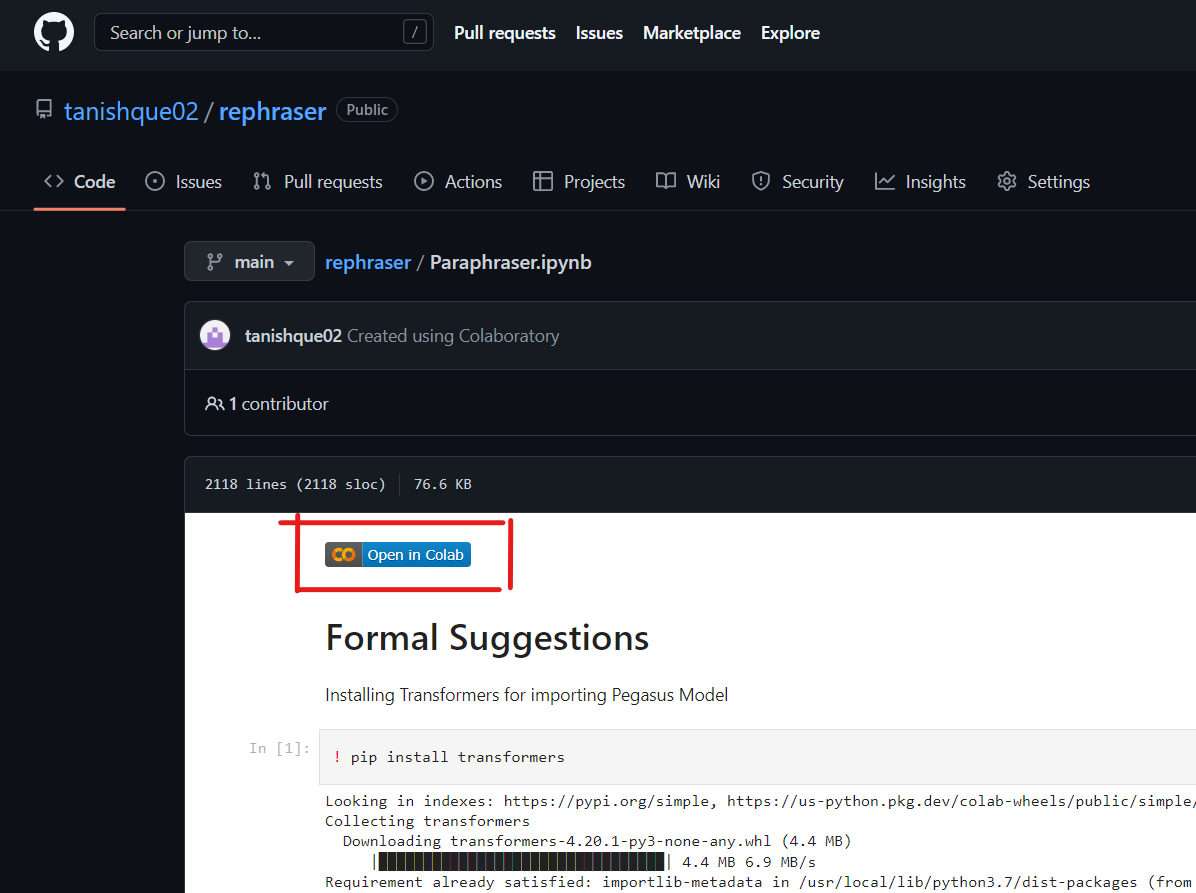 Search or jump to... /
Pull requests Issues Marketplace Explore
tanishque02 / rephraser Public
Code Issues Pull requests Actions Projects Wiki Security Insights Settings
main rephraser / Paraphraser.ipynb
tanishque02 Created using Colaboratory
1 contributor
2118 lines (2118 sloc) 76.6 KB
Open in Colab
Formal Suggestions
Installing Transformers for importing Pegasus Model
In [1]: ! pip install transformers
Looking in indexes: https://pypi.org/simple, https://us-python.pkg.dev/colab-wheels/public/simple/
Collecting transformers
Downloading transformers-4.20.1-py3-none-any.whl (4.4 MB)
4.4 MB 6.9 MB/s
Requirement already satisfied: importlib-metadata in /usr/local/lib/python3.7/dist-packages (from